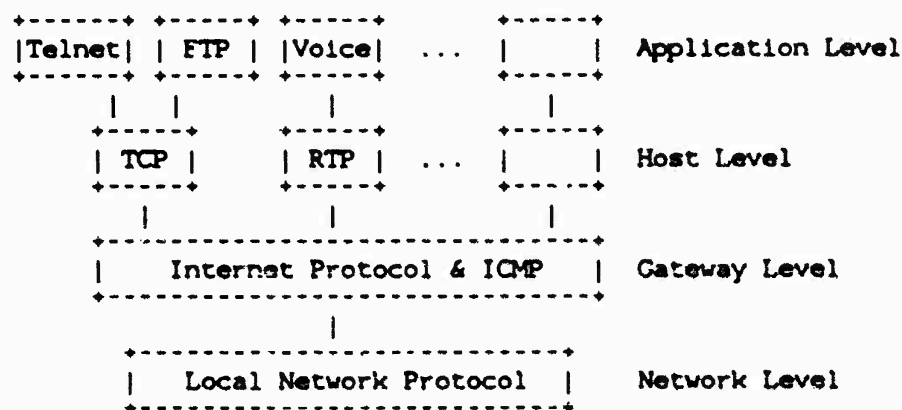 Telnet FTP Voice ... Application Level
TCP RTP ... Host Level
Internet Protocol & ICMP Gateway Level
Local Network Protocol Network Level